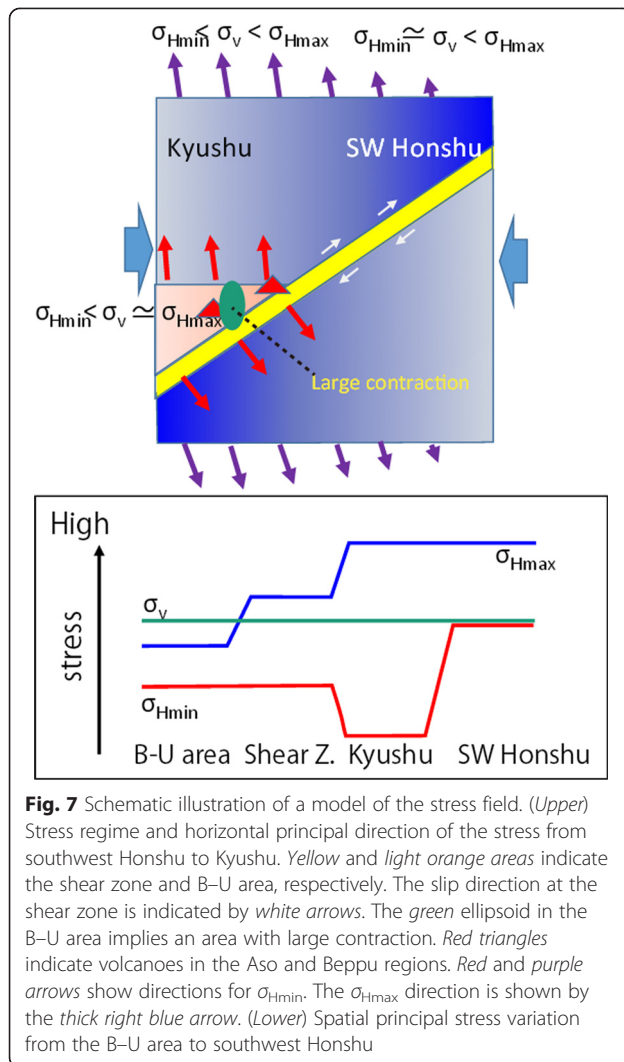 σHmin ≤ σv < σHmax
σHmin ≃ σv < σHmax
Kyushu
SW Honshu
σHmin < σv ≃ σHmax
Large contraction
High
stress
σHmax
σv
σHmin
B-U area
Shear Z.
Kyushu
SW Honshu
Fig. 7 Schematic illustration of a model of the stress field. (Upper)
Stress regime and horizontal principal direction of the stress from
southwest Honshu to Kyushu. Yellow and light orange areas indicate
the shear zone and B–U area, respectively. The slip direction at the
shear zone is indicated by white arrows. The green ellipsoid in the
B–U area implies an area with large contraction. Red triangles
indicate volcanoes in the Aso and Beppu regions. Red and purple
arrows show directions for σHmin. The σHmax direction is shown by
the thick right blue arrow. (Lower) Spatial principal stress variation
from the B–U area to southwest Honshu